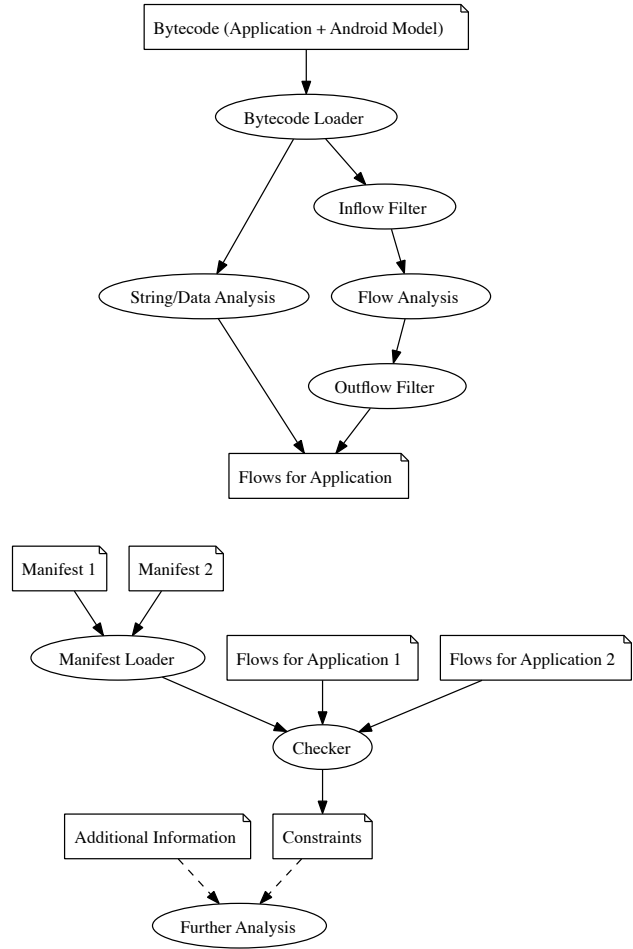 Bytecode (Application + Android Model)
Bytecode Loader
Inflow Filter
String/Data Analysis
Flow Analysis
Outflow Filter
Flows for Application
Manifest 1
Manifest 2
Manifest Loader
Flows for Application 1
Flows for Application 2
Checker
Additional Information
Constraints
Further Analysis